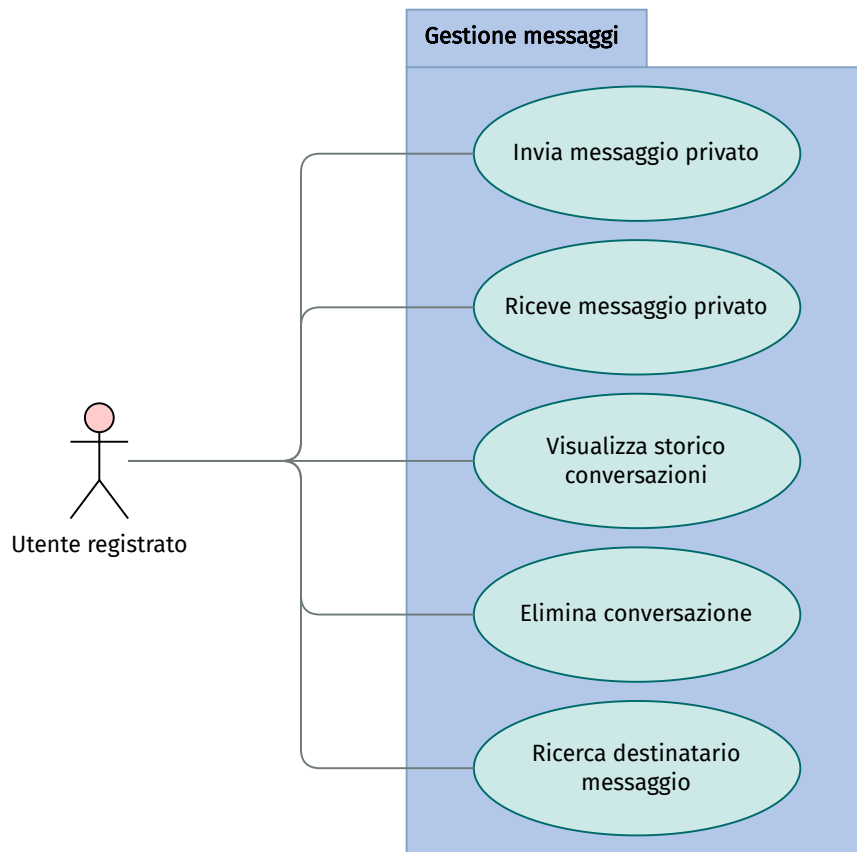 Gestione messaggi
Invia messaggio privato
Riceve messaggio privato
Visualizza storico
conversazioni
Utente registrato
Elimina conversazione
Ricerca destinatario
messaggio